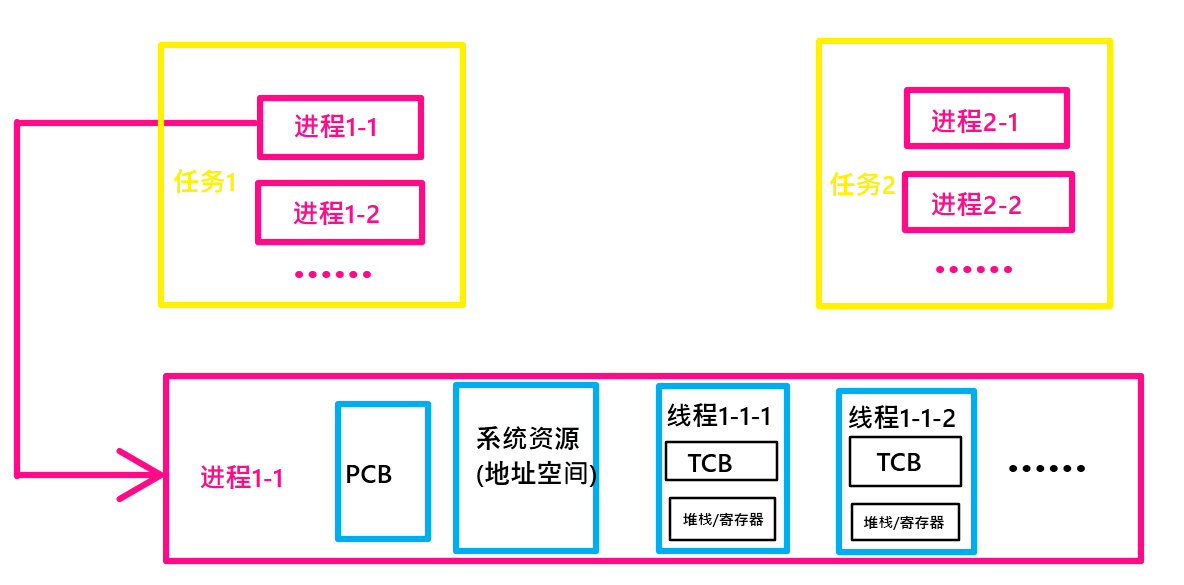 进程1-1
任务1
进程1-2
······
进程2-1
任务2
进程2-2
······
进程1-1
PCB
系统资源
(地址空间)
线程1-1-1
TCB
堆栈/寄存器
线程1-1-2
TCB
堆栈/寄存器
······